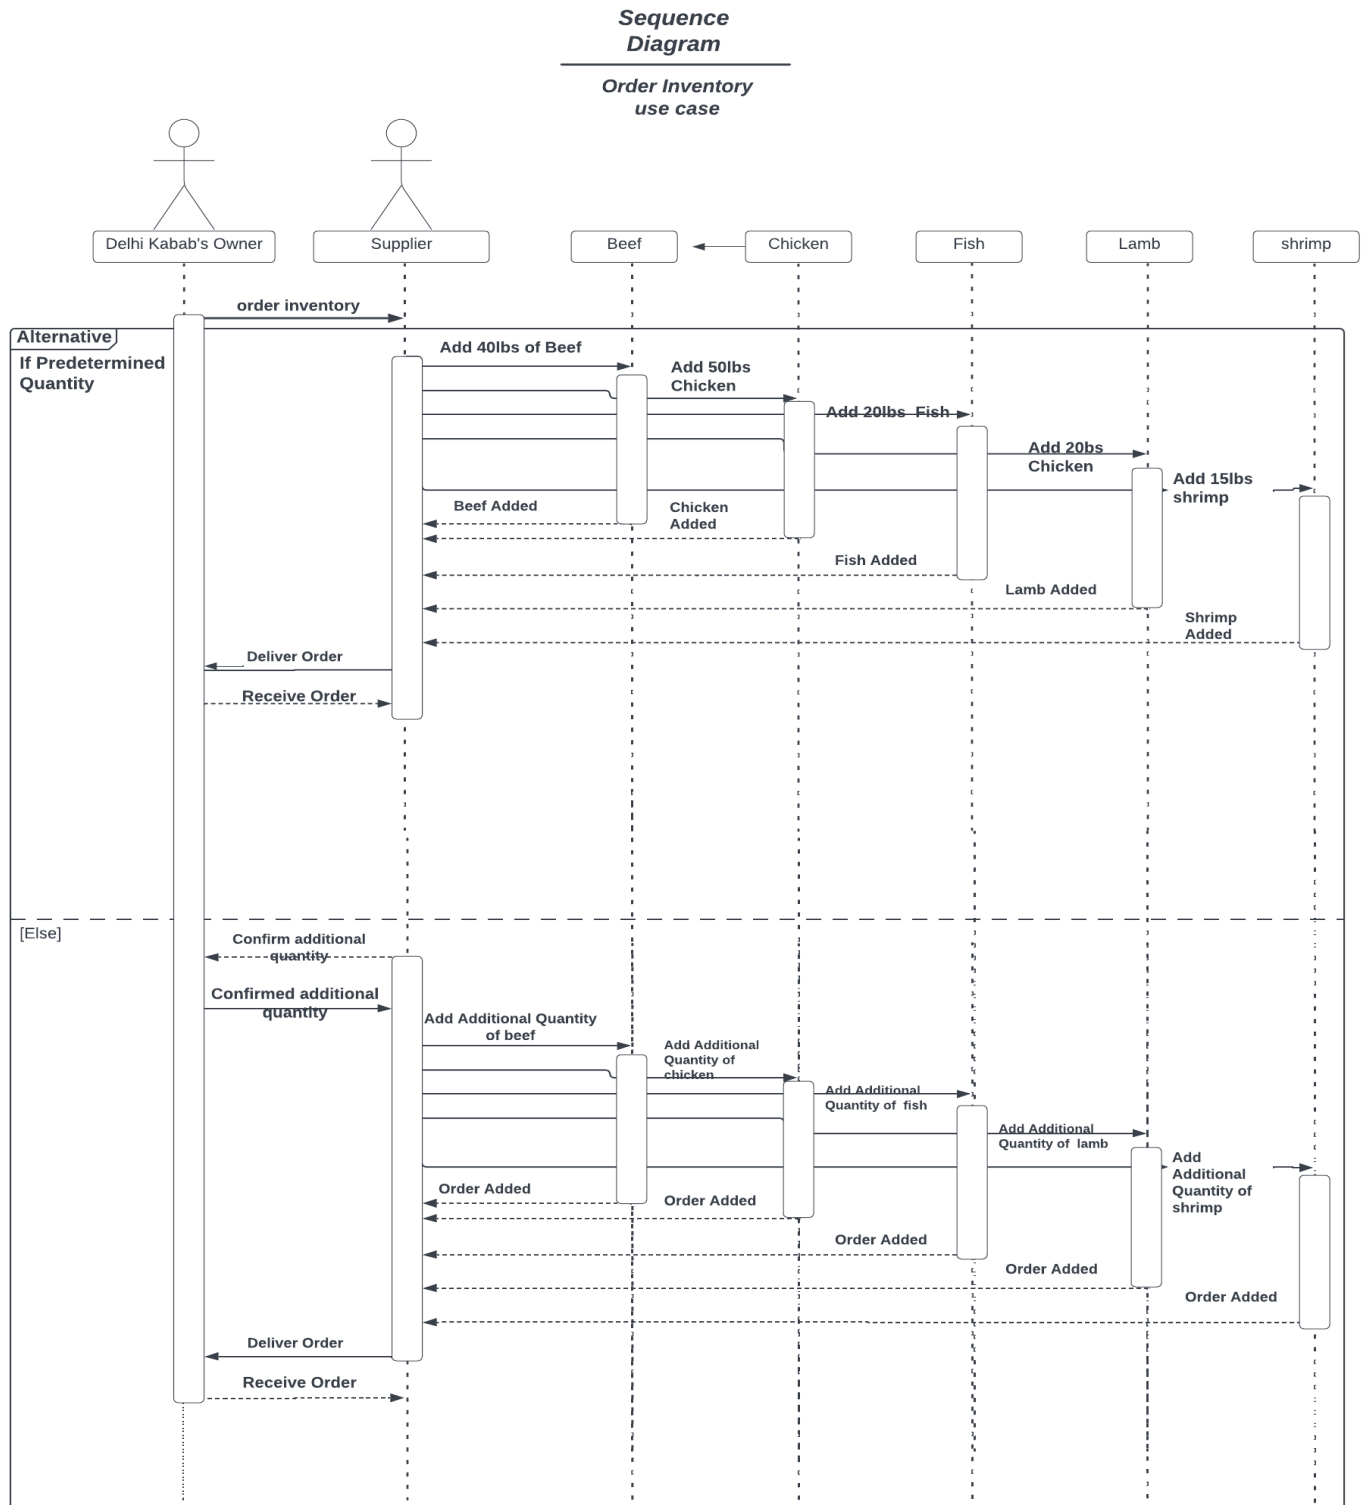 Sequence
Diagram
Order Inventory
use case
Delhi Kabab's Owner
Supplier
Beef
Chicken
Fish
Lamb
shrimp
order inventory
Alternative
If Predetermined
Quantity
Add 40lbs of Beef
Add 50lbs
Chicken
Add 20lbs  Fish
Add 20bs
Chicken
Add 15lbs
shrimp
Beef Added
Chicken
Added
Fish Added
Lamb Added
Shrimp
Added
Deliver Order
Receive Order
[Else]
Confirm additional
quantity
Confirmed additional
quantity
Add Additional Quantity
of beef
Add Additional
Quantity of
chicken
Add Additional
Quantity of  fish
Add Additional
Quantity of  lamb
Add
Additional
Quantity of
shrimp
Order Added
Order Added
Order Added
Order Added
Order Added
Deliver Order
Receive Order